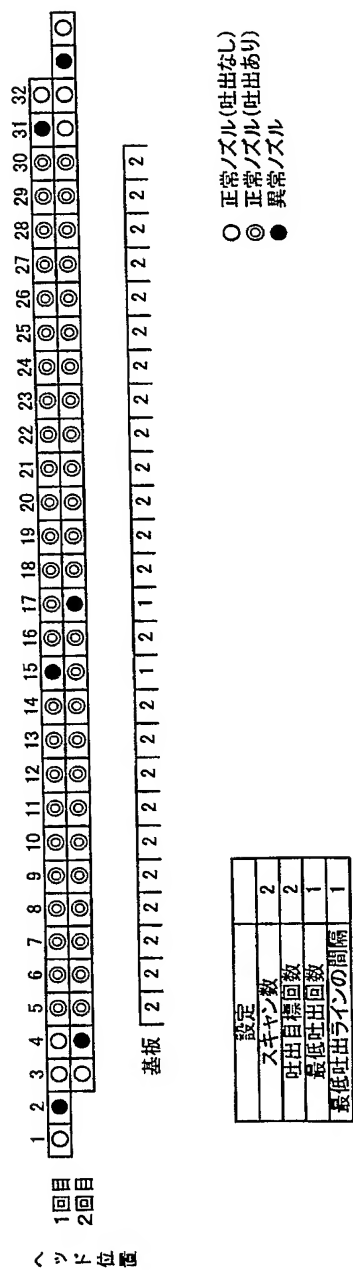 1 2 3 4 5 6 7 8 9 10 11 12 13 14 15 16 17 18 19 20 21 22 23 24 25 26 27 28 29 30 31 32
ヘッド位置
1回目
2回目
基板 2 2 2 2 2 2 2 2 2 2 1 2 1 2 2 2 2 2 2 2 2 2 2 2 2 2
設定
スキャン数 2
吐出目標回数 2
最低吐出回数 1
最低吐出ラインの間隔 1
○ 正常ノズル(吐出なし)
◎ 正常ノズル(吐出あり)
● 異常ノズル